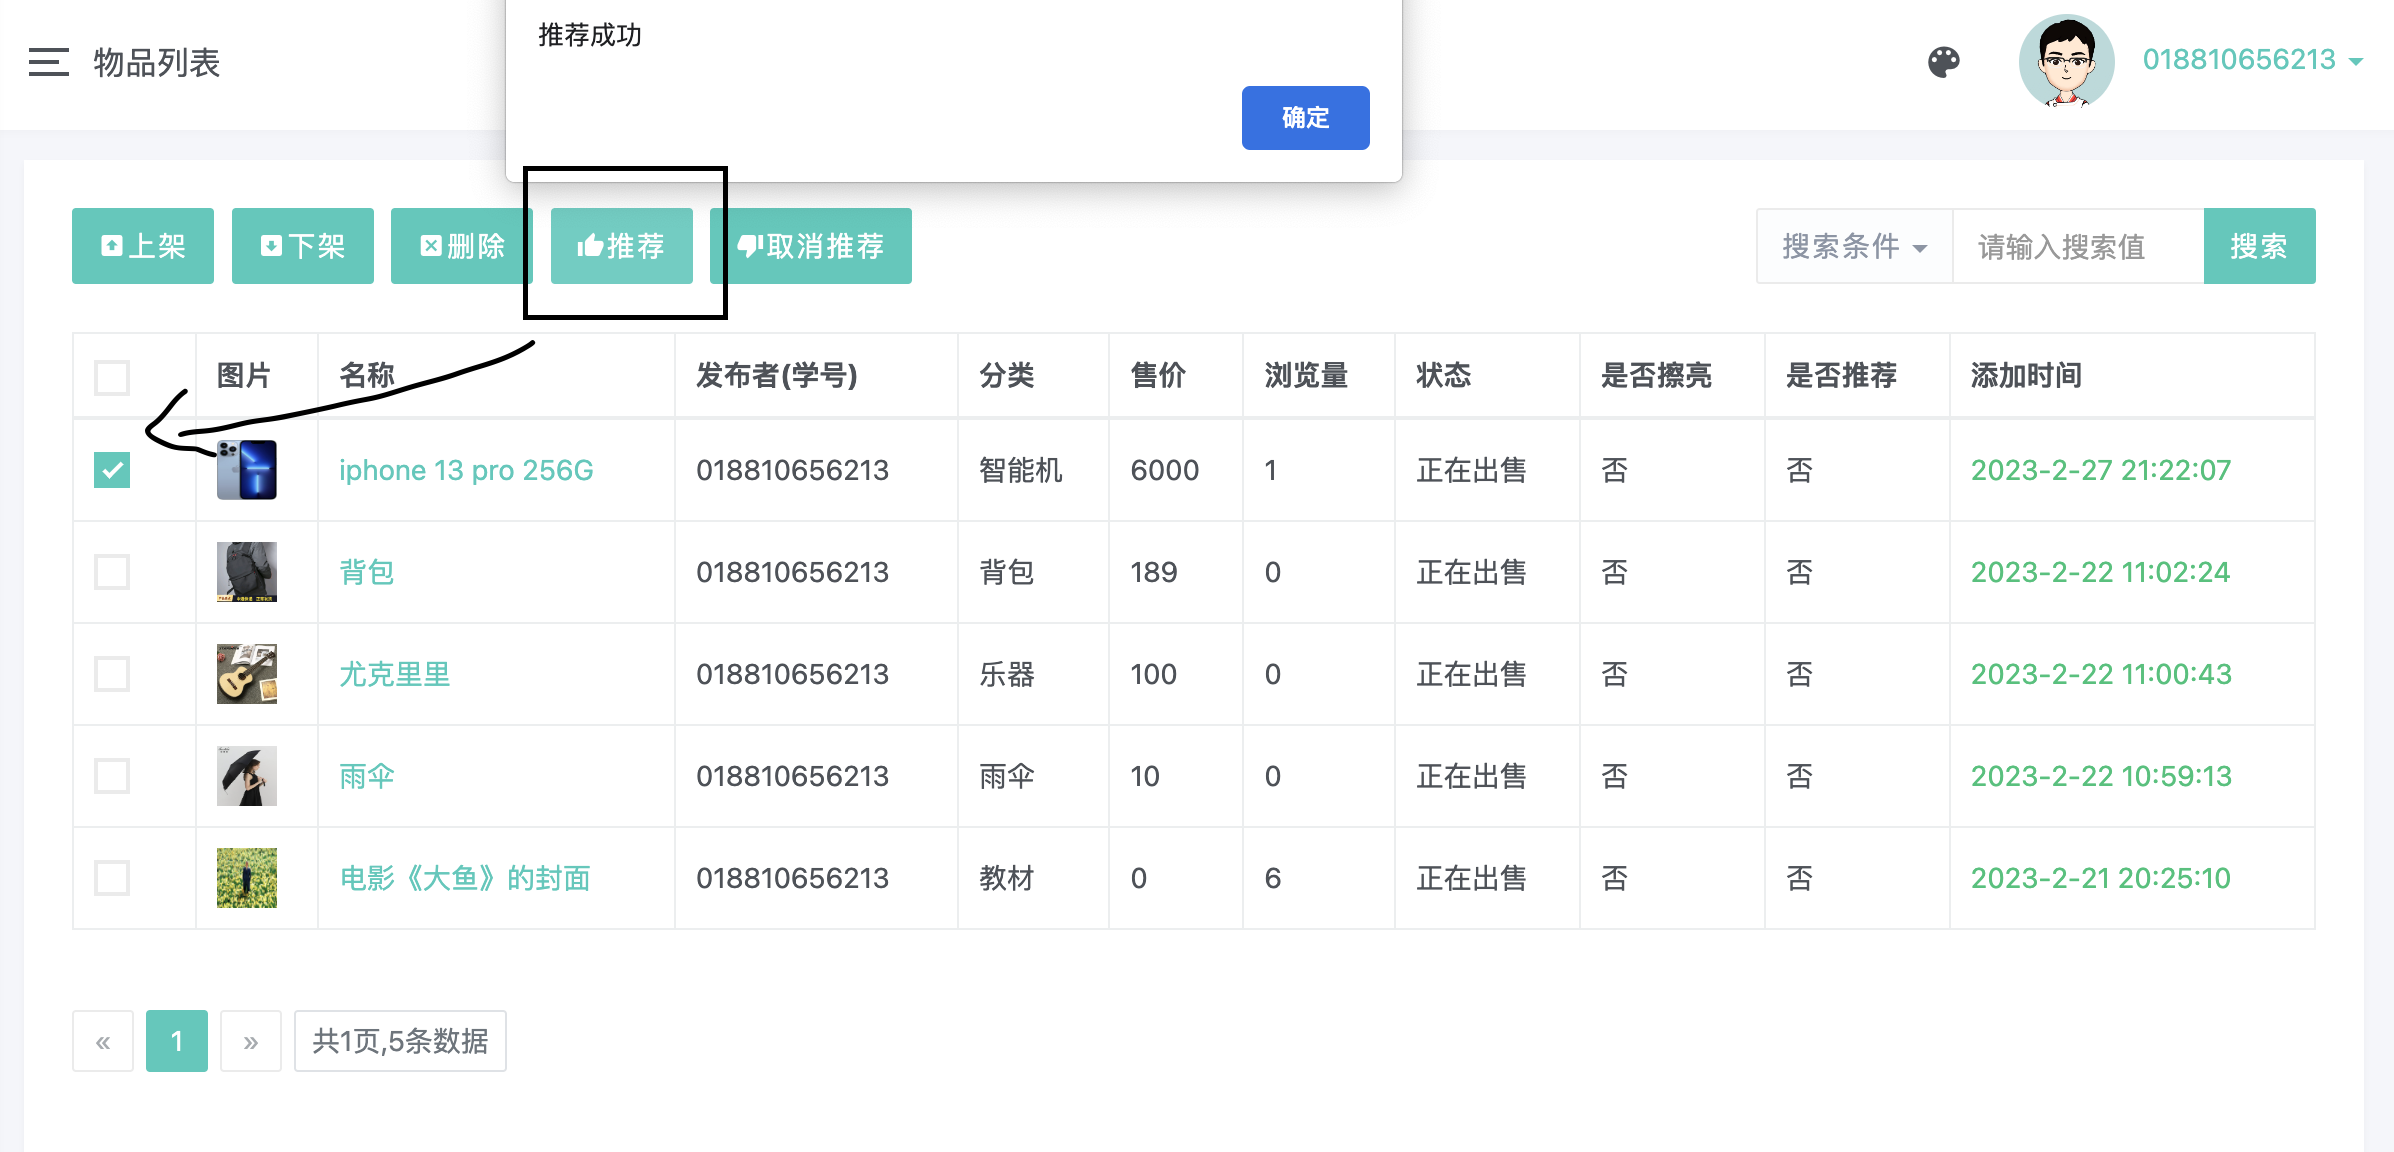 推荐成功
确定
物品列表
018810656213
上架 下架 删除 推荐 取消推荐 搜索条件 请输入搜索值 搜索
图片 名称 发布者(学号) 分类 售价 浏览量 状态 是否擦亮 是否推荐 添加时间
iphone 13 pro 256G 018810656213 智能机 6000 1 正在出售 否 否 2023-2-27 21:22:07
背包 018810656213 背包 189 0 正在出售 否 否 2023-2-22 11:02:24
尤克里里 018810656213 乐器 100 0 正在出售 否 否 2023-2-22 11:00:43
雨伞 018810656213 雨伞 10 0 正在出售 否 否 2023-2-22 10:59:13
电影《大鱼》的封面 018810656213 教材 0 6 正在出售 否 否 2023-2-21 20:25:10
« 1 » 共1页,5条数据